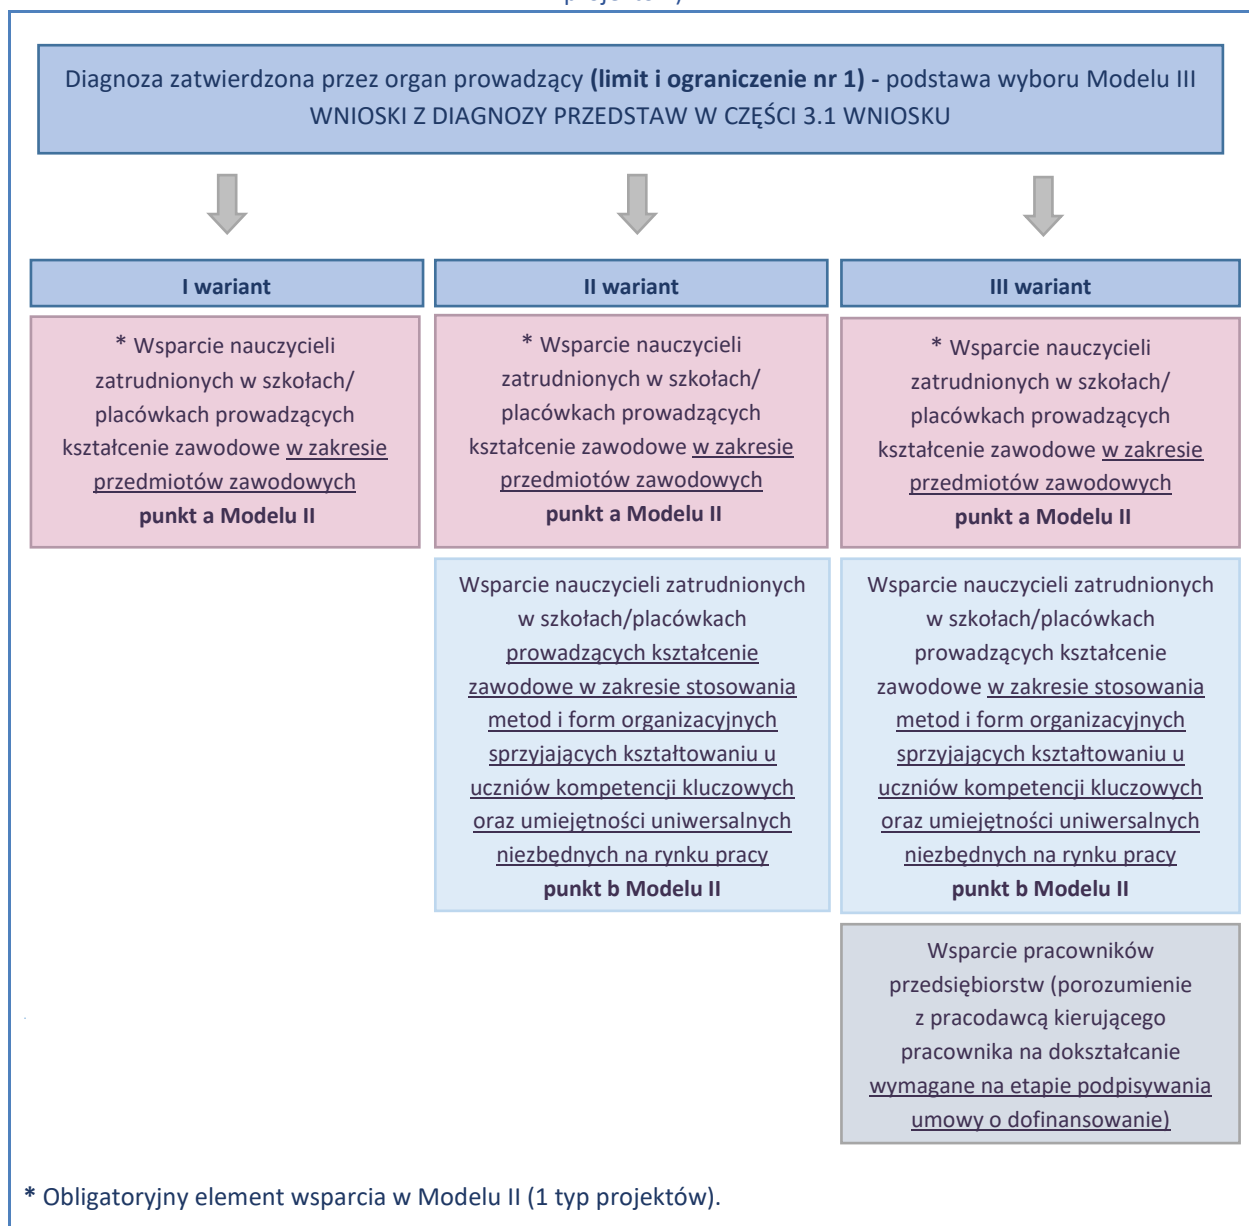 Diagnoza zatwierdzona przez organ prowadzący (limit i ograniczenie nr 1) - podstawa wyboru Modelu III
WNIOSKI Z DIAGNOZY PRZEDSTAW W CZĘŚCI 3.1 WNIOSKU
I wariant
* Wsparcie nauczycieli
zatrudnionych w szkołach/
placówkach prowadzących
kształcenie zawodowe w zakresie
przedmiotów zawodowych
punkt a Modelu II
II wariant
* Wsparcie nauczycieli
zatrudnionych w szkołach/
placówkach prowadzących
kształcenie zawodowe w zakresie
przedmiotów zawodowych
punkt a Modelu II
Wsparcie nauczycieli zatrudnionych
w szkołach/placówkach
prowadzących kształcenie
zawodowe w zakresie stosowania
metod i form organizacyjnych
sprzyjających kształtowaniu u
uczniów kompetencji kluczowych
oraz umiejętności uniwersalnych
niezbędnych na rynku pracy
punkt b Modelu II
III wariant
* Wsparcie nauczycieli
zatrudnionych w szkołach/
placówkach prowadzących
kształcenie zawodowe w zakresie
przedmiotów zawodowych
punkt a Modelu II
Wsparcie nauczycieli zatrudnionych
w szkołach/placówkach
prowadzących kształcenie
zawodowe w zakresie stosowania
metod i form organizacyjnych
sprzyjających kształtowaniu u
uczniów kompetencji kluczowych
oraz umiejętności uniwersalnych
niezbędnych na rynku pracy
punkt b Modelu II
Wsparcie pracowników
przedsiębiorstw (porozumienie
z pracodawcą kierującego
pracownika na dokształcanie
wymagane na etapie podpisywania
umowy o dofinansowanie)
* Obligatoryjny element wsparcia w Modelu II (1 typ projektów).